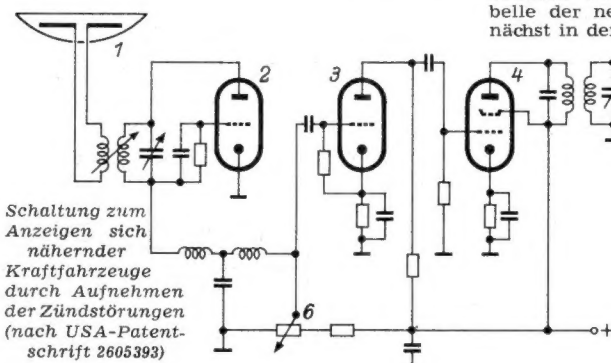 belle der ne
nächst in der
1
2
3
4
Schaltung zum
Anzeigen sich
nähernder
Kraftfahrzeuge
durch Aufnehmen
der Zündstörungen
(nach USA-Patent-
schrift 2605393)
6
+